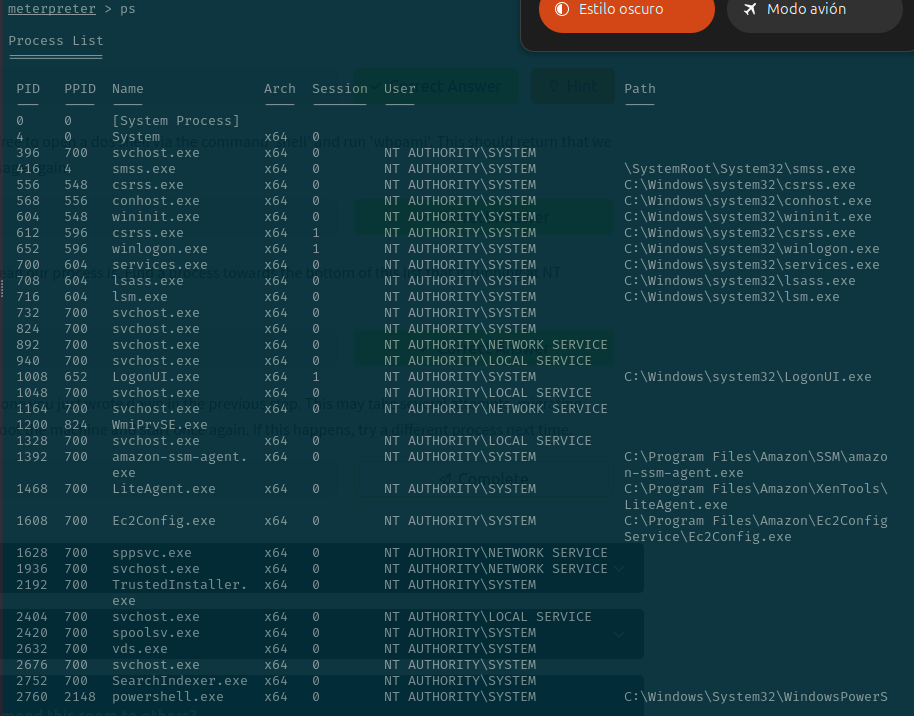 meterpreter > ps
Estilo oscuro
Modo avión
Process List
============
PID PPID Name Arch Session User Path
--- ---- ---- ---- ------- ---- ----
0 0 [System Process]
4 0 System x64 0
396 700 svchost.exe x64 0 NT AUTHORITY\SYSTEM
416 4 smss.exe x64 0 NT AUTHORITY\SYSTEM \SystemRoot\System32\smss.exe
556 548 csrss.exe x64 0 NT AUTHORITY\SYSTEM C:\Windows\system32\csrss.exe
568 556 conhost.exe x64 0 NT AUTHORITY\SYSTEM C:\Windows\system32\conhost.exe
604 548 wininit.exe x64 0 NT AUTHORITY\SYSTEM C:\Windows\system32\wininit.exe
612 596 csrss.exe x64 1 NT AUTHORITY\SYSTEM C:\Windows\system32\csrss.exe
652 596 winlogon.exe x64 1 NT AUTHORITY\SYSTEM C:\Windows\system32\winlogon.exe
700 604 services.exe x64 0 NT AUTHORITY\SYSTEM C:\Windows\system32\services.exe
708 604 lsass.exe x64 0 NT AUTHORITY\SYSTEM C:\Windows\system32\lsass.exe
716 604 lsm.exe x64 0 NT AUTHORITY\SYSTEM C:\Windows\system32\lsm.exe
732 700 svchost.exe x64 0 NT AUTHORITY\SYSTEM
824 700 svchost.exe x64 0 NT AUTHORITY\SYSTEM
892 700 svchost.exe x64 0 NT AUTHORITY\NETWORK SERVICE
940 700 svchost.exe x64 0 NT AUTHORITY\LOCAL SERVICE
1008 652 LogonUI.exe x64 1 NT AUTHORITY\SYSTEM C:\Windows\system32\LogonUI.exe
1048 700 svchost.exe x64 0 NT AUTHORITY\LOCAL SERVICE
1164 700 svchost.exe x64 0 NT AUTHORITY\NETWORK SERVICE
1200 824 WmiPrvSE.exe
1328 700 svchost.exe x64 0 NT AUTHORITY\LOCAL SERVICE
1392 700 amazon-ssm-agent. x64 0 NT AUTHORITY\SYSTEM C:\Program Files\Amazon\SSM\amazo
exe n-ssm-agent.exe
1468 700 LiteAgent.exe x64 0 NT AUTHORITY\SYSTEM C:\Program Files\Amazon\XenTools\
LiteAgent.exe
1608 700 Ec2Config.exe x64 0 NT AUTHORITY\SYSTEM C:\Program Files\Amazon\Ec2Config
Service\Ec2Config.exe
1628 700 sppsvc.exe x64 0 NT AUTHORITY\NETWORK SERVICE
1936 700 svchost.exe x64 0 NT AUTHORITY\NETWORK SERVICE
2192 700 TrustedInstaller. x64 0 NT AUTHORITY\SYSTEM
exe
2404 700 svchost.exe x64 0 NT AUTHORITY\LOCAL SERVICE
2420 700 spoolsv.exe x64 0 NT AUTHORITY\SYSTEM
2632 700 vds.exe x64 0 NT AUTHORITY\SYSTEM
2676 700 svchost.exe x64 0 NT AUTHORITY\SYSTEM
2752 700 SearchIndexer.exe x64 0 NT AUTHORITY\SYSTEM
2760 2148 powershell.exe x64 0 NT AUTHORITY\SYSTEM C:\Windows\System32\WindowsPowerS